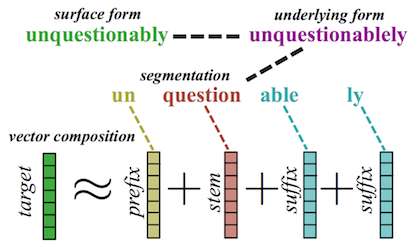 surface form underlying form
unquestionably unquestionablely
segmentation
un question able ly
vector composition
target ≈ prefix + stem + suffix + suffix